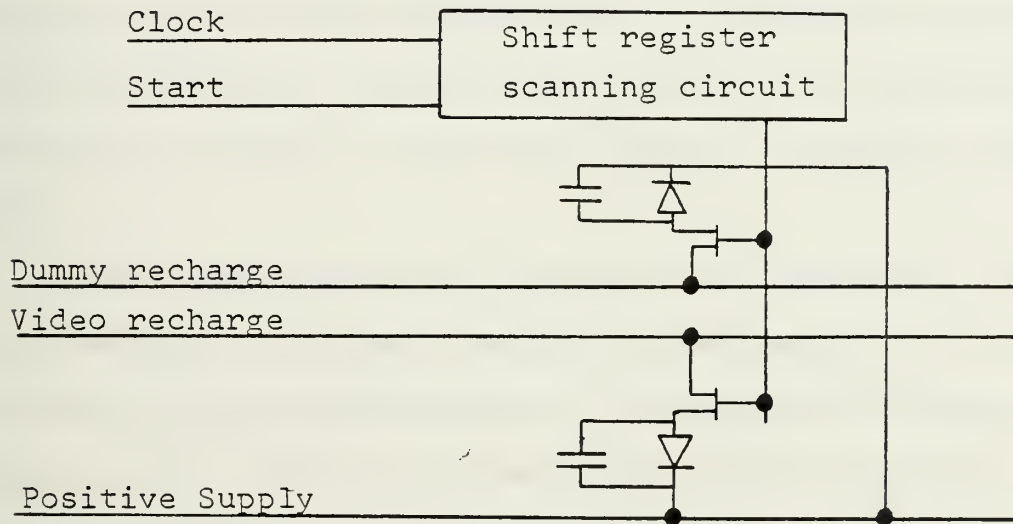 Clock
Shift register
Start
scanning circuit
Dummy recharge
Video recharge
Positive Supply